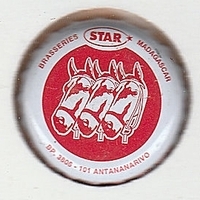 BRASSERIES STAR MADAGASCAR
BP. 3806 - 101 ANTANANARIVO